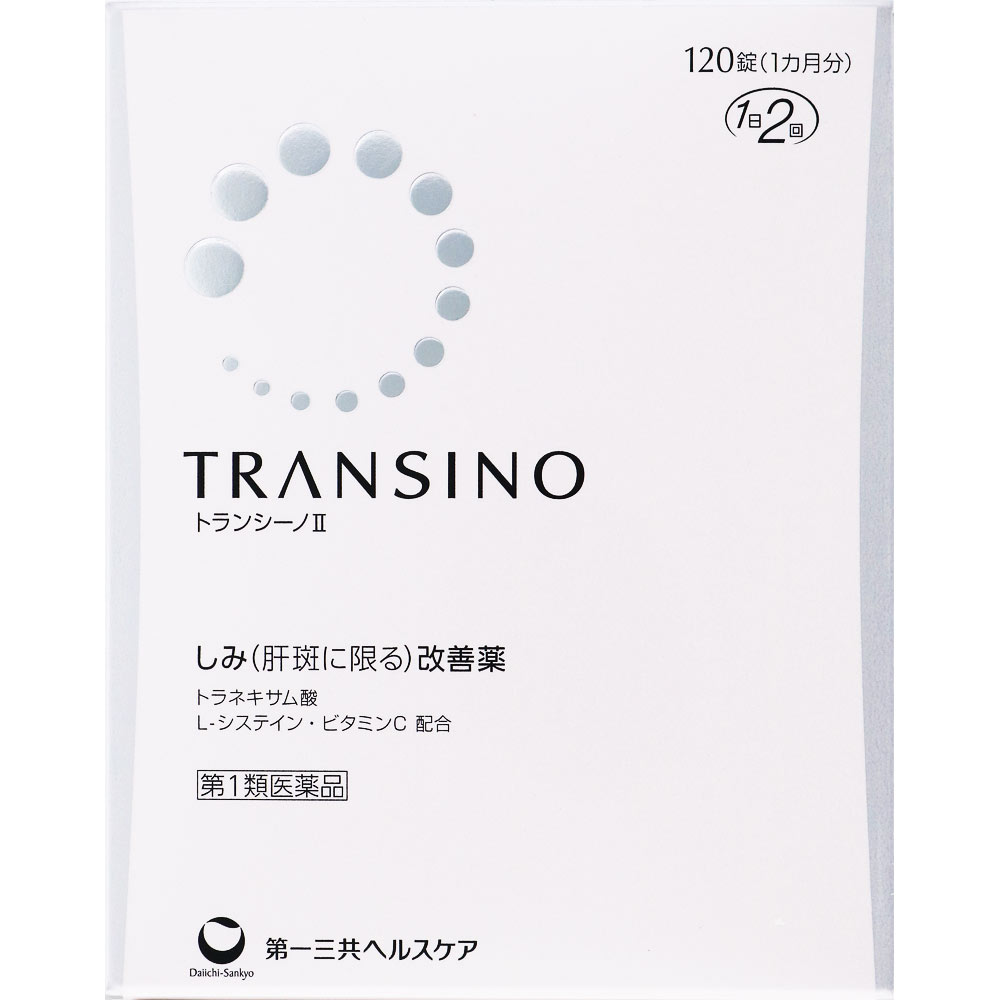 120錠(1カ月分)
1日2回
TRANSINO
トランシーノⅡ
しみ(肝斑に限る)改善薬
トラネキサム酸
L-システイン・ビタミンC 配合
第1類医薬品
第一三共ヘルスケア
Daiichi-Sankyo